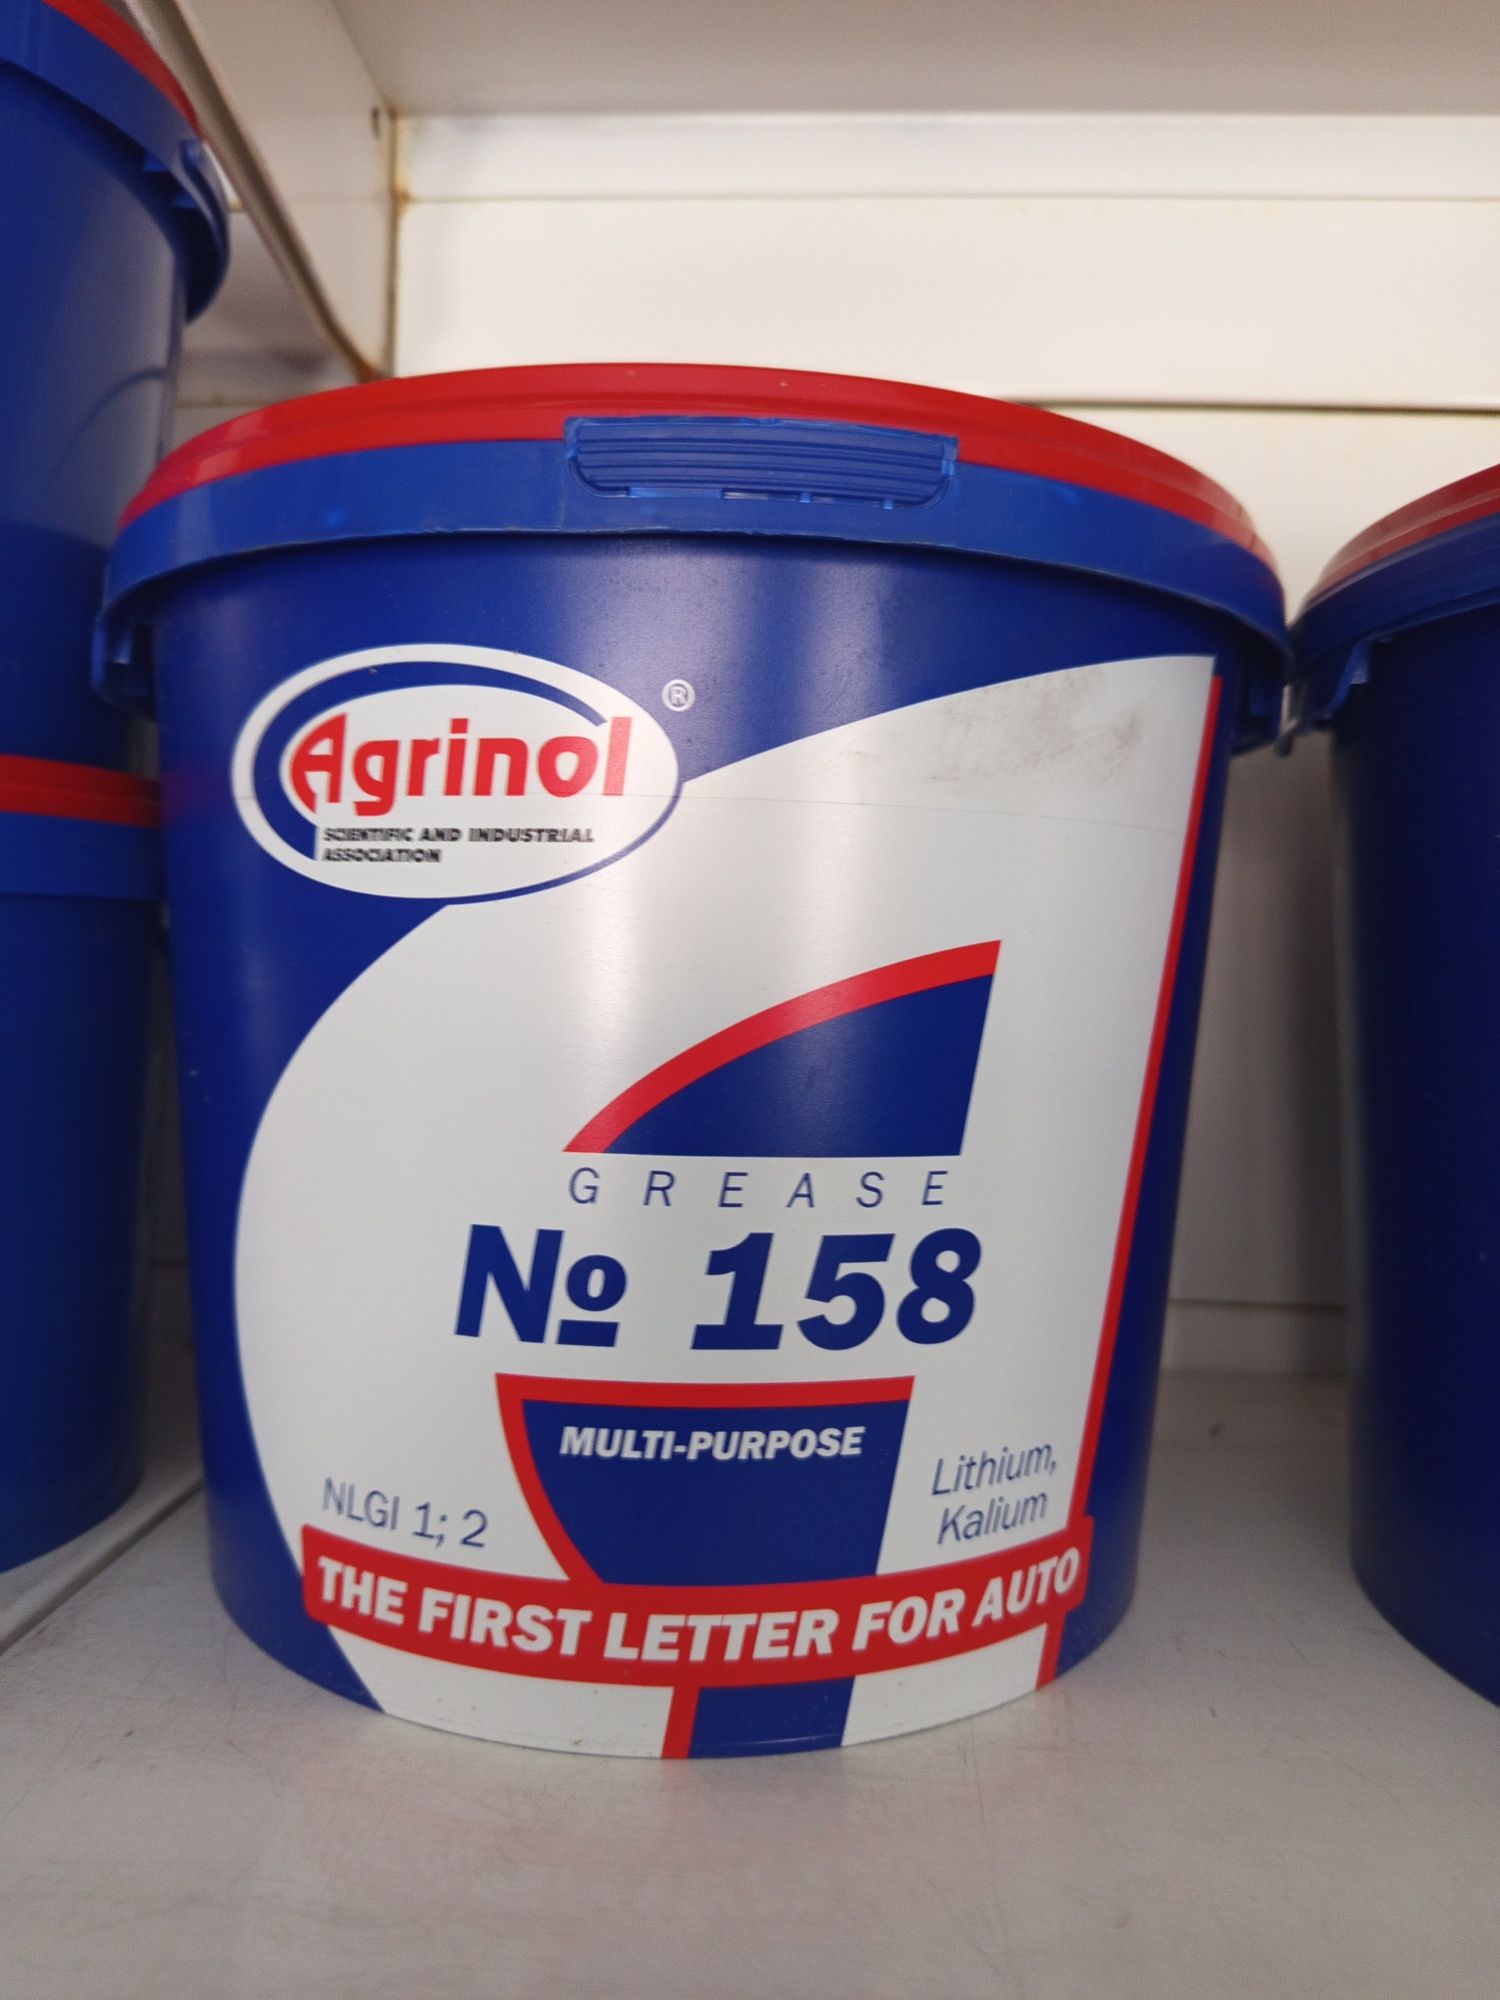 Agrinol ®
SCIENTIFIC AND INDUSTRIAL
ASSOCIATION
GREASE
№ 158
MULTI-PURPOSE
Lithium,
Kalium
NLGI 1; 2
THE FIRST LETTER FOR AUTO